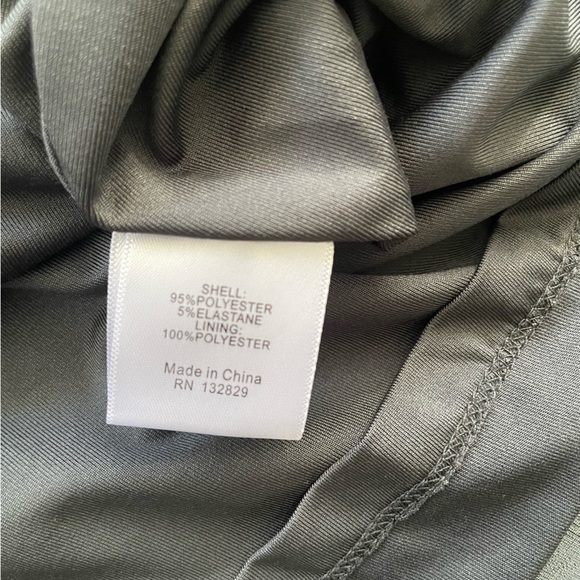 SHELL:
95%POLYESTER
5%ELASTANE
LINING:
100%POLYESTER
Made in China
RN 132829